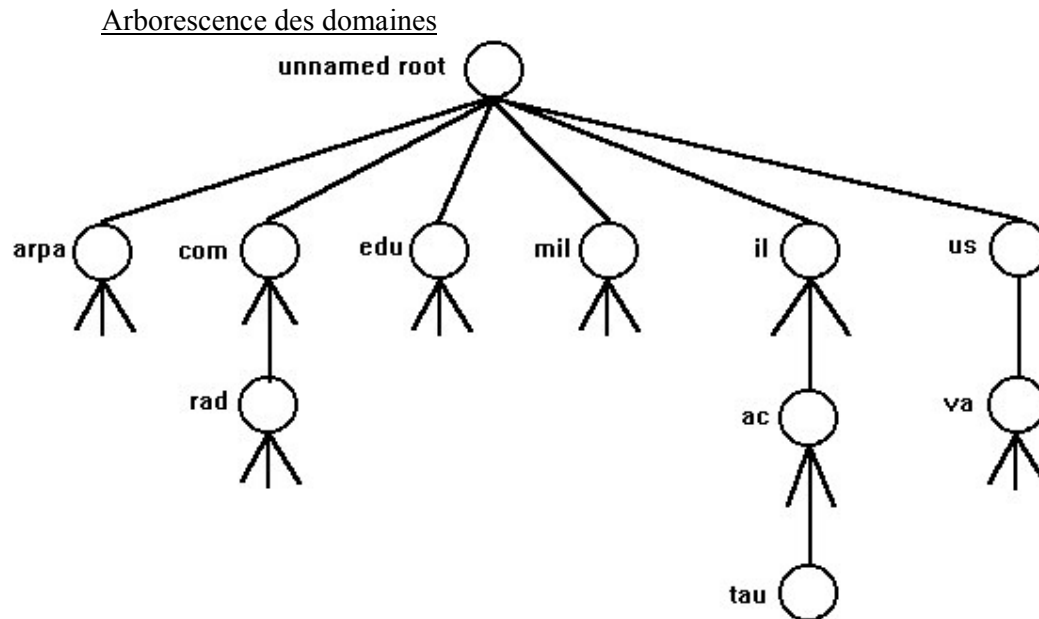 Arborescence des domaines
unnamed root
arpa com edu mil il us
rad ac va
tau